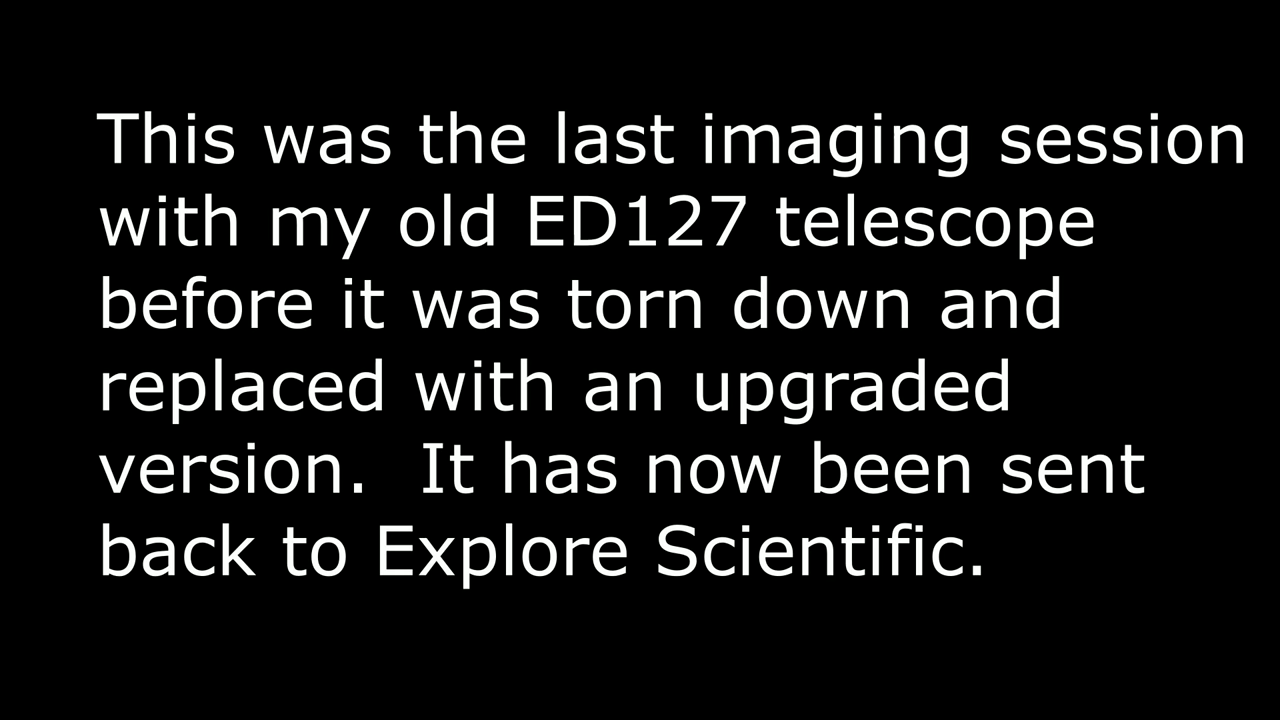 This was the last imaging session
with my old ED127 telescope
before it was torn down and
replaced with an upgraded
version.  It has now been sent
back to Explore Scientific.